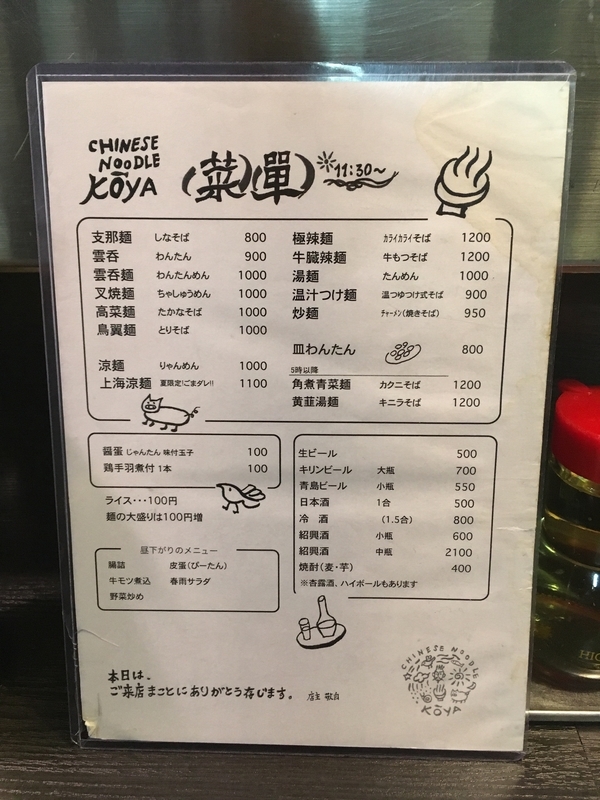 CHINESE
NOODLE
KŌYA
(菜)(單)
11:30~
支那麺 しなそば 800
雲呑 わんたん 900
雲呑麺 わんたんめん 1000
叉焼麺 ちゃしゅうめん 1000
高菜麺 たかなそば 1000
鳥翼麺 とりそば 1000
涼麺 りゃんめん 1000
上海涼麺 夏限定!ごまダレ!! 1100
極辣麺 カライカライそば 1200
牛臓辣麺 牛もつそば 1200
湯麺 たんめん 1000
温汁つけ麺 温つゆつけ式そば 900
炒麺 チャーメン(焼きそば) 950
皿わんたん 800
5時以降
角煮青菜麺 カクニそば 1200
黄韮湯麺 キニラそば 1200
醤蛋 じゃんたん 味付玉子 100
鶏手羽煮付 1本 100
ライス・・・100円
麺の大盛りは100円増
昼下がりのメニュー
腸詰 皮蛋(ぴーたん)
牛モツ煮込 春雨サラダ
野菜炒め
生ビール 500
キリンビール 大瓶 700
青島ビール 小瓶 550
日本酒 1合 500
冷 酒 (1.5合) 800
紹興酒 小瓶 600
紹興酒 中瓶 2100
焼酎(麦・芋) 400
※杏露酒、ハイボールもあります
本日は、
ご来店まことにありがとう存じます。 店主 敬白
CHINESE NOODLE
KŌYA